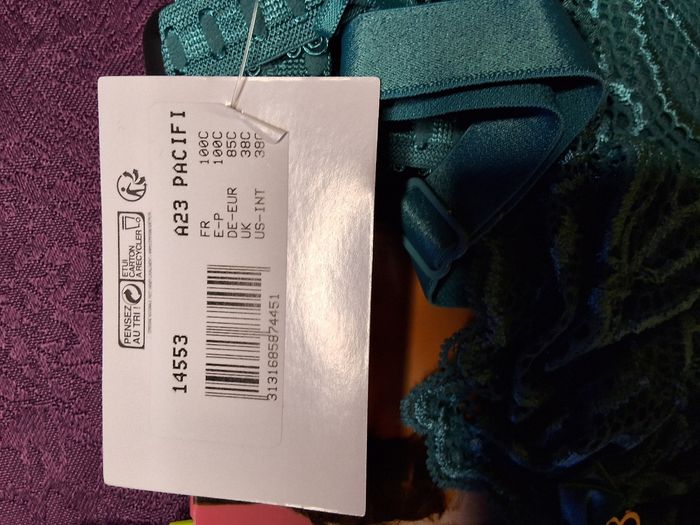 14553 A23 PACIFI
FR 100C
E-P 100C
DE-EUR 85C
UK 38C
US-INT 38C
3131685874451
PENSEZ
AU TRI !
ETUI
CARTON
À RECYCLER